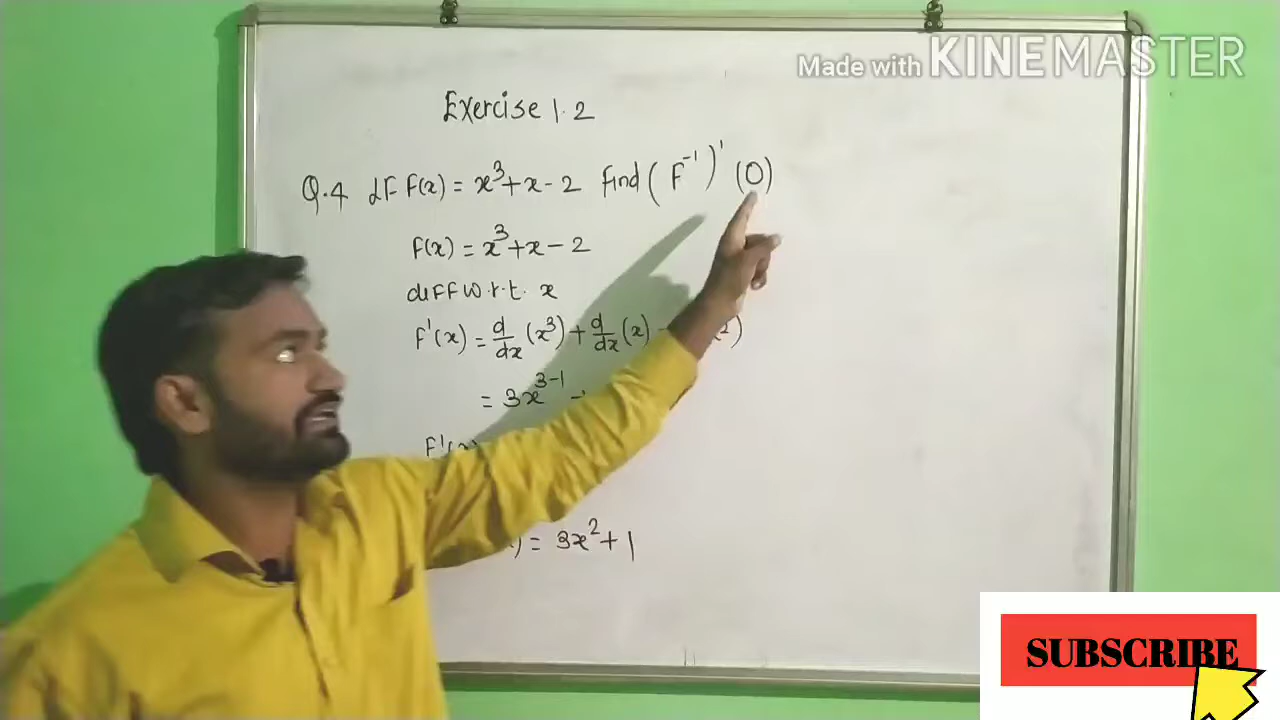 Made with KINEMASTER
Exercise 1.2
Q.4 If F(x) = x³+x-2 Find (F⁻¹)' (0)
F(x) = x³+x-2
diff w.r.t. x
F'(x) = d/dx (x³) + d/dx (x)
= 3x³⁻¹
F'(x)
) = 3x²+1
SUBSCRIBE